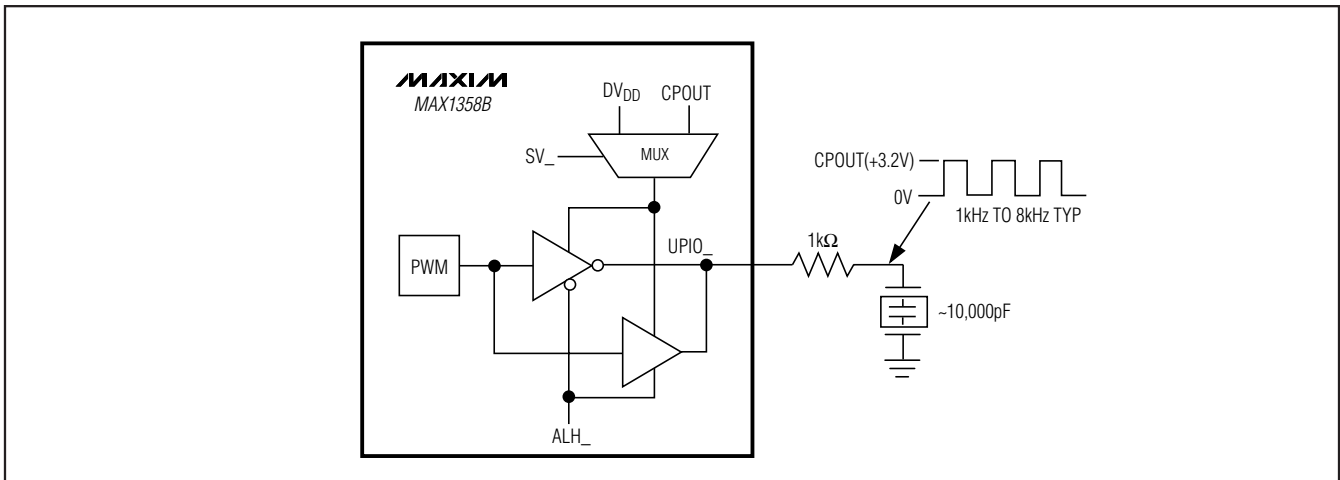 MAXIM
MAX1358B
DVDD CPOUT
SV_
MUX
CPOUT(+3.2V)
0V
1kHz TO 8kHz TYP
PWM
UPIO_
1kΩ
~10,000pF
ALH_